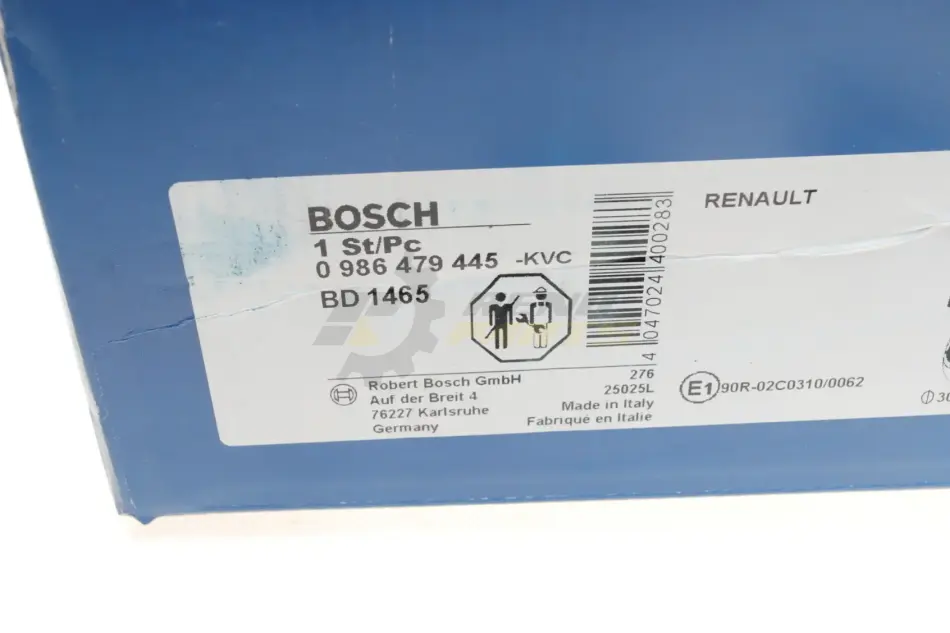 BOSCH
1 St/Pc
0 986 479 445 -KVC
BD 1465
4 047024 400283
RENAULT
Robert Bosch GmbH
Auf der Breit 4
76227 Karlsruhe
Germany
276
25025L
Made in Italy
Fabriqué en Italie
E1 90R-02C0310/0062